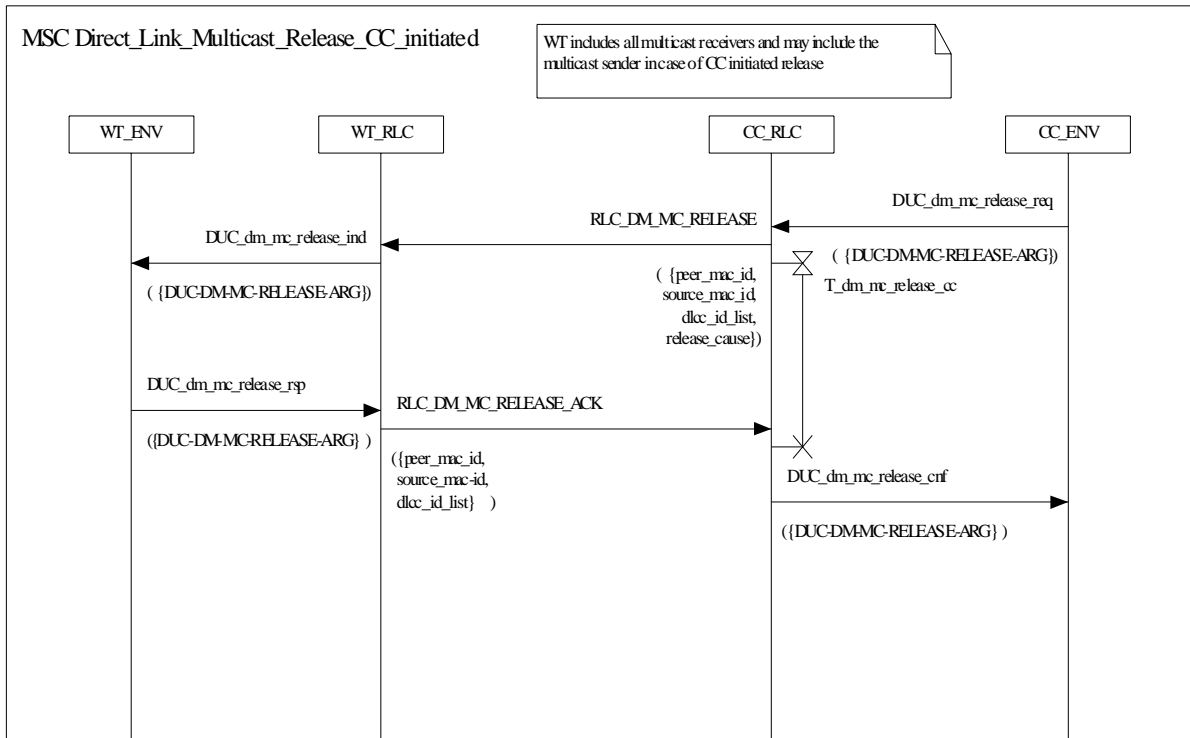 MSC Direct_Link_Multicast_Release_CC_initiated
WT includes all multicast receivers and may include the
multicast sender in case of CC initiated release
WT_ENV
WT_RLC
CC_RLC
CC_ENV
DUC_dm_mc_release_req
RLC_DM_MC_RELEASE
DUC_dm_mc_release_ind
( {DUC-DM-MC-RELEASE-ARG})
( {peer_mac_id,
source_mac_id,
dlcc_id_list,
release_cause})
T_dm_mc_release_cc
( {DUC-DM-MC-RELEASE-ARG})
DUC_dm_mc_release_rsp
RLC_DM_MC_RELEASE_ACK
({DUC-DM-MC-RELEASE-ARG} )
({peer_mac_id,
source_mac-id,
dlcc_id_list} )
DUC_dm_mc_release_cnf
({DUC-DM-MC-RELEASE-ARG} )